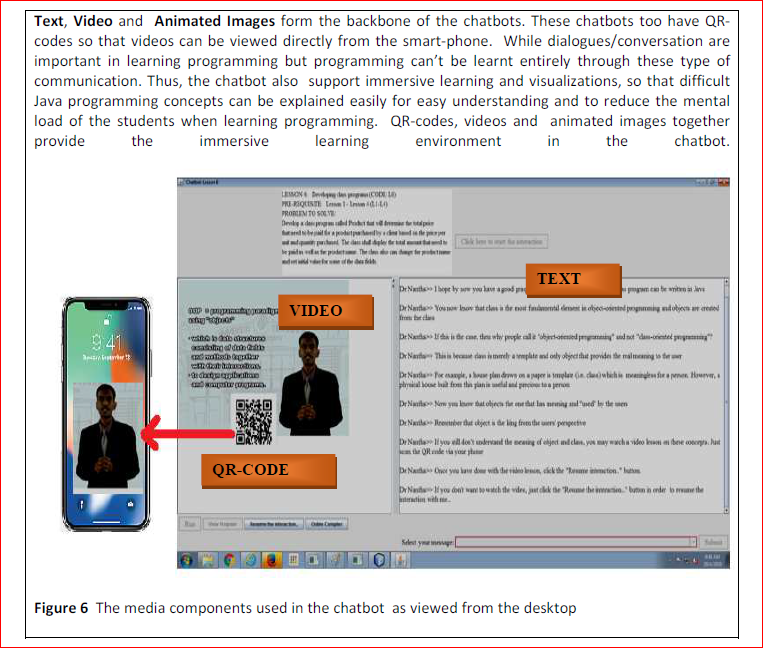 Text, Video and Animated Images form the backbone of the chatbots. These chatbots too have QR-
codes so that videos can be viewed directly from the smart-phone. While dialogues/conversation are
important in learning programming but programming can't be learnt entirely through these type of
communication. Thus, the chatbot also support immersive learning and visualizations, so that difficult
Java programming concepts can be explained easily for easy understanding and to reduce the mental
load of the students when learning programming. QR-codes, videos and animated images together
provide the immersive learning environment in the chatbot.
Chatbot Lesson 6
LESSON 6: Developing class programs (CODE L6)
PRE-REQUISITE: Lesson 1 - Lesson 4 (L1-L4)
PROBLEM TO SOLVE:
Develop a class program called Product that will determine the total price
that need to be paid for a product purchased by a client based on the price per
unit and quantity purchased. The class shall display the total amount that need to
be paid as well as the product name. The class also can change the product name
and set initial value for some of the class fields.
Click here to start the interaction
OOP = programming paradigm
using "objects"
- which is data structures
consisting of data fields
and methods together
with their interactions.
- to design applications
and computer programs.
VIDEO
TEXT
QR-CODE
9:41
Dr Nantha>> I hope by now you have a good program can be written in Java
Dr Nantha>> You now know that class is the most fundamental element in object-oriented programming and objects are created
from the class
Dr Nantha>> If this is the case, then why people call it "object-oriented programming" and not "class-oriented programming"?
Dr Nantha>> This is because class is merely a template and only object that provides the real meaning to the user
Dr Nantha>> For example, a house plan drawn on a paper is template (i.e. class) which is meaningless for a person. However, a
physical house built from this plan is useful and precious to a person
Dr Nantha>> Now you know that objects the one that has meaning and "used" by the users
Dr Nantha>> Remember that object is the king from the users' perspective
Dr Nantha>> If you still don't understand the meaning of object and class, you may watch a video lesson on these concepts. Just
scan the QR code via your phone
Dr Nantha>> Once you have done with the video lesson, click the "Resume interaction.." button.
Dr Nantha>> If you don't want to watch the video, just click the "Resume the interaction.." button in order to resume the
interaction with me..
Run
View Request
Resume the interaction..
Online Compiler
Select your message:
Submit
Figure 6 The media components used in the chatbot as viewed from the desktop